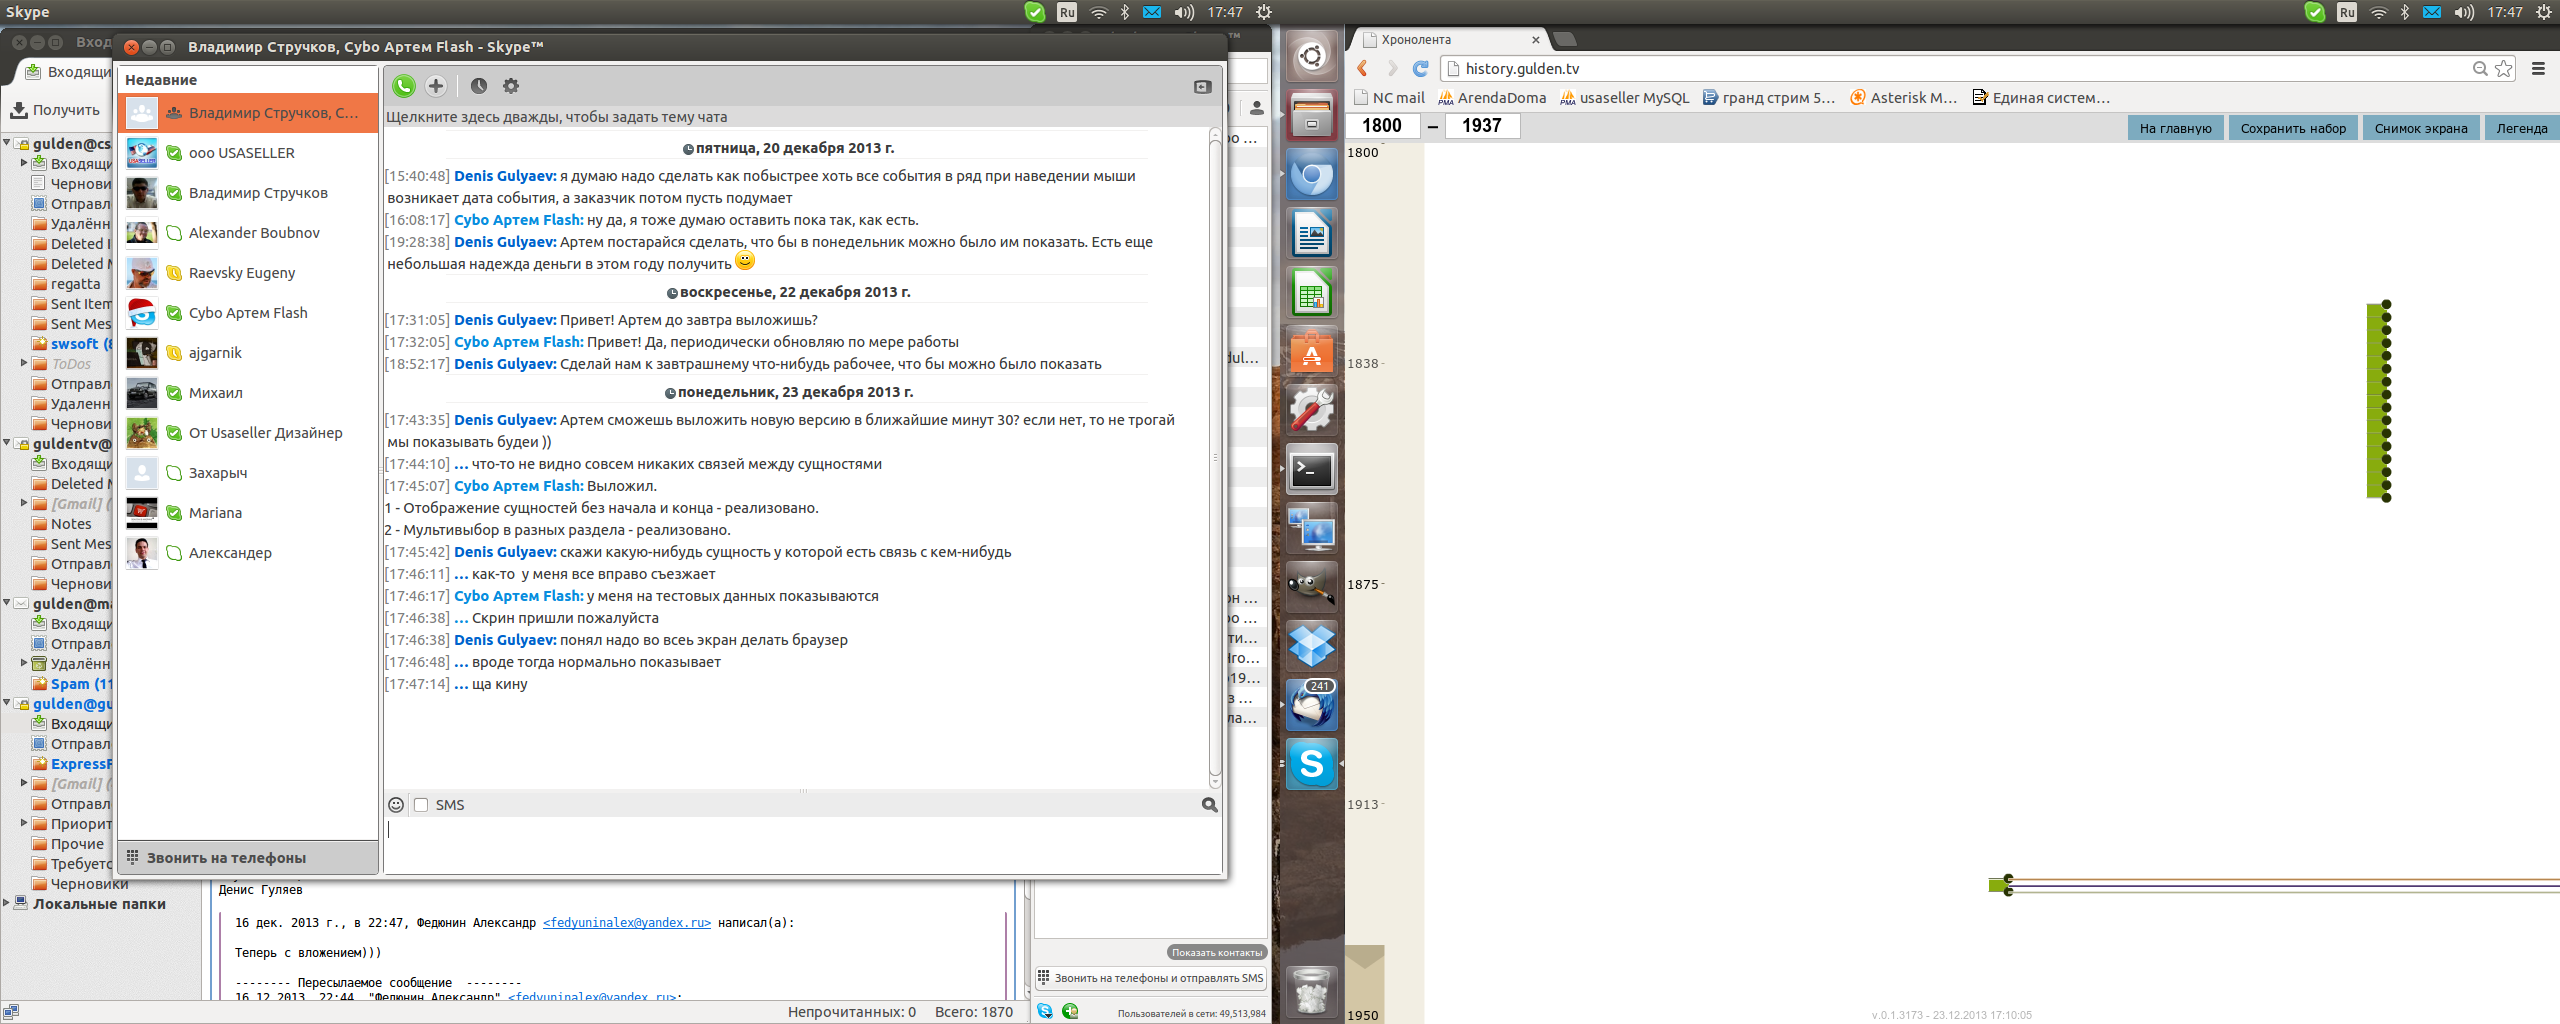 Skype
Ru
17:47
Ru
17:47
Вход
Владимир Стручков, Cybo Артем Flash - Skype™
Входящи
Получить
gulden@cs
Входящи
Чернови
Отправл
Удалённ
Deleted I
Deleted M
regatta
Sent Item
Sent Mes
swsoft (8
ToDos
Отправл
Удаленн
Чернови
guldentv@
Входящи
Deleted M
[Gmail] (
Notes
Sent Mes
Отправл
Чернови
gulden@ma
Входящи
Отправл
Удалённ
Spam (11
gulden@gu
Входящи
Отправл
ExpressF
[Gmail] (
Отправл
Приорит
Прочие
Требуетс
Черновики
Локальные папки
Недавние
Владимир Стручков, C...
ооо USASELLER
Владимир Стручков
Alexander Boubnov
Raevsky Eugeny
Cybo Артем Flash
ajgarnik
Михаил
От Usaseller Дизайнер
Захарыч
Mariana
Александер
Звонить на телефоны
Щелкните здесь дважды, чтобы задать тему чата
пятница, 20 декабря 2013 г.
[15:40:48] Denis Gulyaev: я думаю надо сделать как побыстрее хоть все события в ряд при наведении мыши
возникает дата события, а заказчик потом пусть подумает
[16:08:17] Cybo Артем Flash: ну да, я тоже думаю оставить пока так, как есть.
[19:28:38] Denis Gulyaev: Артем постарайся сделать, что бы в понедельник можно было им показать. Есть еще
небольшая надежда деньги в этом году получить
воскресенье, 22 декабря 2013 г.
[17:31:05] Denis Gulyaev: Привет! Артем до завтра выложишь?
[17:32:05] Cybo Артем Flash: Привет! Да, периодически обновляю по мере работы
[18:52:17] Denis Gulyaev: Сделай нам к завтрашнему что-нибудь рабочее, что бы можно было показать
понедельник, 23 декабря 2013 г.
[17:43:35] Denis Gulyaev: Артем сможешь выложить новую версию в ближайшие минут 30? если нет, то не трогай
мы показывать будеи ))
[17:44:10] ... что-то не видно совсем никаких связей между сущностями
[17:45:07] Cybo Артем Flash: Выложил.
1 - Отображение сущностей без начала и конца - реализовано.
2 - Мультивыбор в разных раздела - реализовано.
[17:45:42] Denis Gulyaev: скажи какую-нибудь сущность у которой есть связь с кем-нибудь
[17:46:11] ... как-то у меня все вправо съезжает
[17:46:17] Cybo Артем Flash: у меня на тестовых данных показываются
[17:46:38] ... Скрин пришли пожалуйста
[17:46:38] Denis Gulyaev: понял надо во всеь экран делать браузер
[17:46:48] ... вроде тогда нормально показывает
[17:47:14] ... ща кину
SMS
Денис Гуляев
16 дек. 2013 г., в 22:47, Федюнин Александр <fedyuninalex@yandex.ru> написал(а):
Теперь с вложением)))
-------- Пересылаемое сообщение --------
16.12.2013, 22:44, "Федюнин Александр" <fedyuninalex@yandex.ru>:
Непрочитанных: 0
Всего: 1870
Показать контакты
Звонить на телефоны и отправлять SMS
Пользователей в сети: 49,513,984
241
Хронолента
history.gulden.tv
NC mail
ArendaDoma
usaseller MySQL
гранд стрим 5...
Asterisk M...
Единая систем...
1800 – 1937
На главную
Сохранить набор
Снимок экрана
Легенда
1800
1838
1875
1913
1950
v.0.1.3173 - 23.12.2013 17:10:05